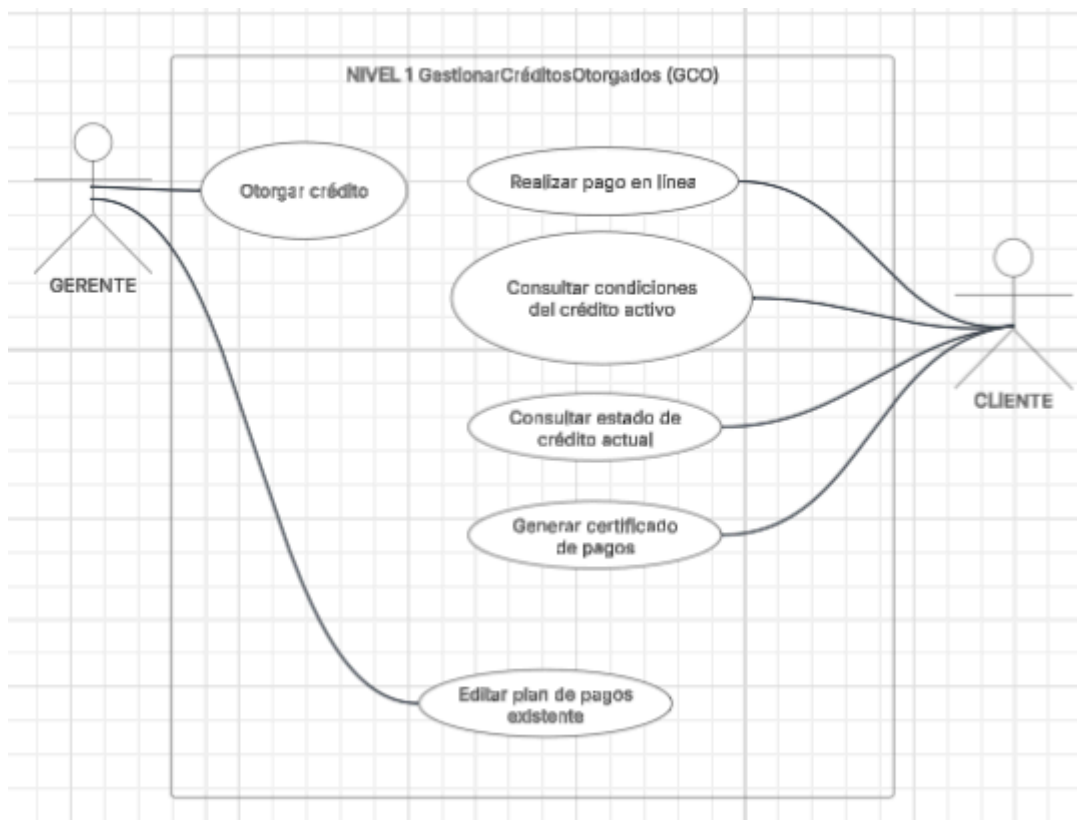 NIVEL 1 GestionarCréditosOtorgados (GCO)
Otorgar crédito
Realizar pago en línea
GERENTE
Consultar condiciones
del crédito activo
CLIENTE
Consultar estado de
crédito actual
Generar certificado
de pagos
Editar plan de pagos
existente